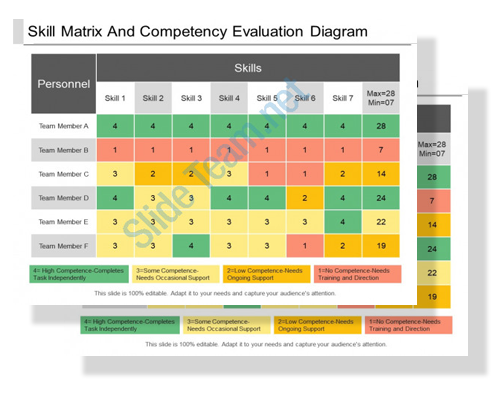 Skill Matrix And Competency Evaluation Diagram
Personnel Skills
Skill 1 Skill 2 Skill 3 Skill 4 Skill 5 Skill 6 Skill 7 Max=28
Min=07
Team Member A 4 4 4 4 4 4 4 28
Team Member B 1 1 1 1 1 1 1 7
Team Member C 3 2 2 3 1 1 2 14
Team Member D 4 3 3 4 4 2 4 24
Team Member E 3 3 3 3 3 3 4 22
Team Member F 3 3 4 3 3 1 2 19
4= High Competence-Completes
Task Independently
3=Some Competence-
Needs Occasional Support
2=Low Competence-Needs
Ongoing Support
1=No Competence-Needs
Training and Direction
This slide is 100% editable. Adapt it to your needs and capture your audience's attention.
SlideTeam.net
Max=28
Min=07
28
7
14
24
22
19
4= High Competence-Completes
Task Independently
3=Some Competence-
Needs Occasional Support
2=Low Competence-Needs
Ongoing Support
1=No Competence-Needs
Training and Direction
This slide is 100% editable. Adapt it to your needs and capture your audience's attention.